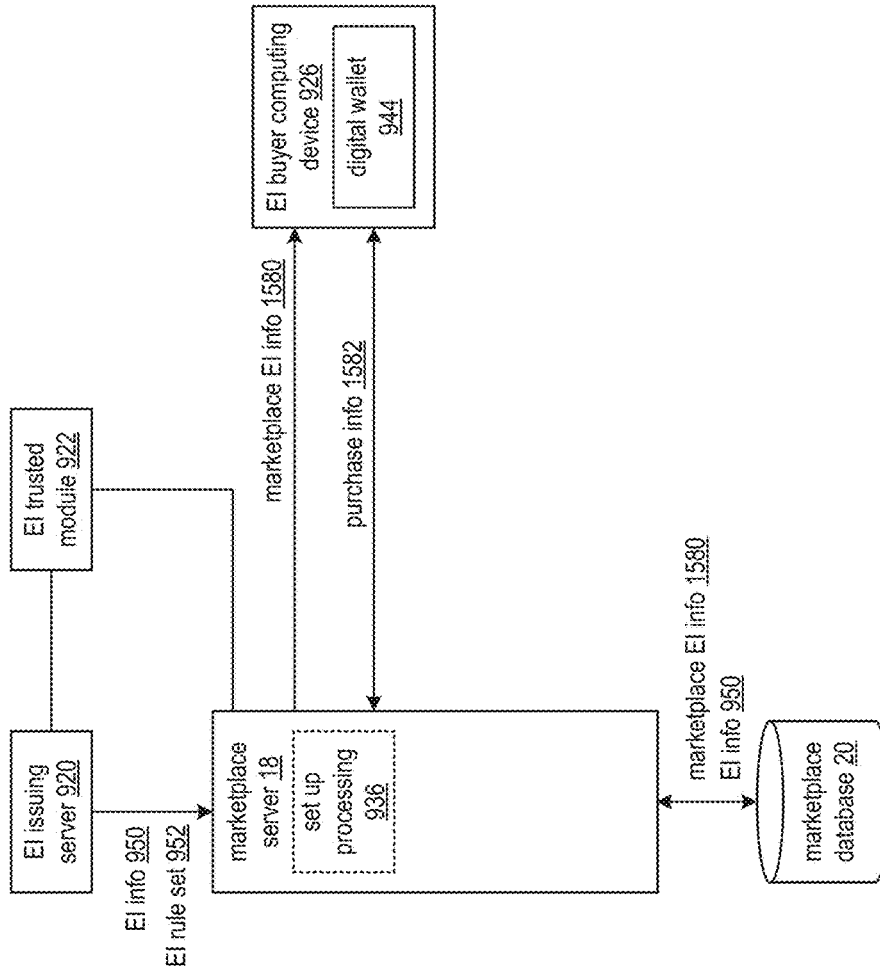 EI issuing
server 920
EI trusted
module 922
EI info 950
EI rule set 952
marketplace
server 18
set up
processing
936
marketplace EI info 1580
purchase info 1582
EI buyer computing
device 926
digital wallet
944
marketplace EI info 1580
EI info 950
marketplace
database 20